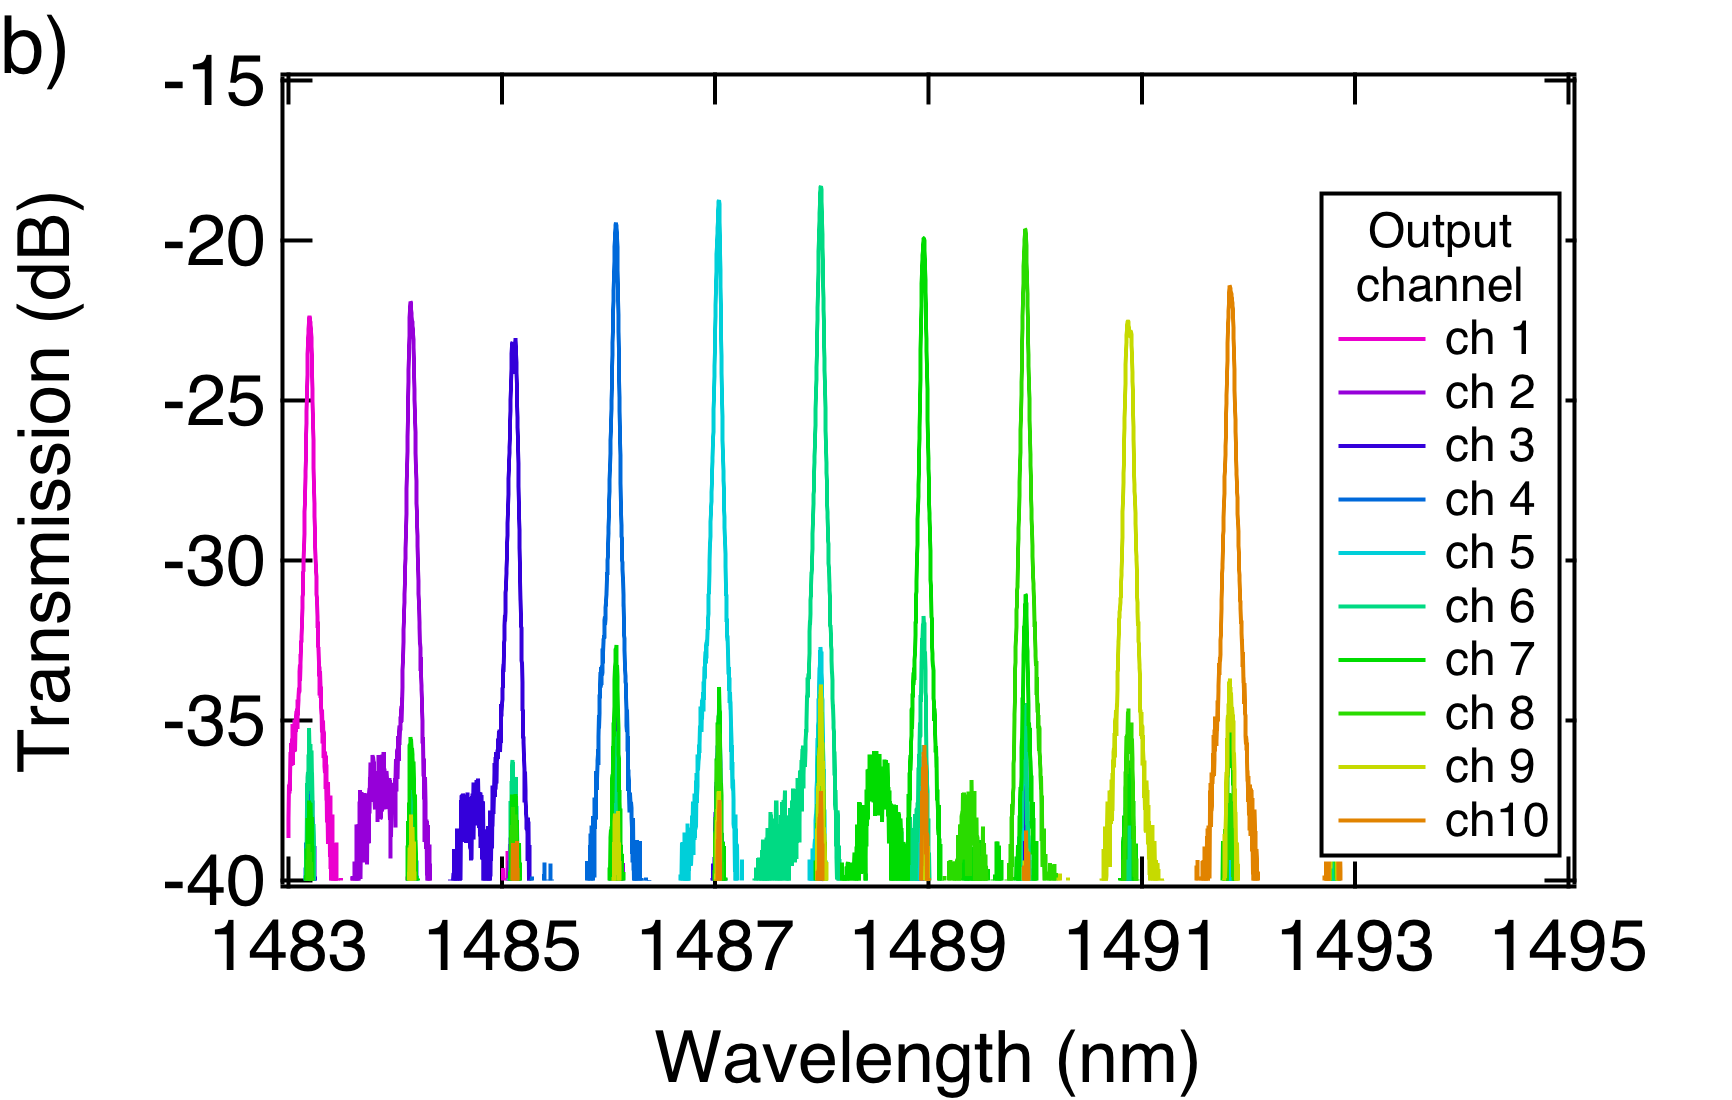 b)
Transmission (dB)
-15
-20
-25
-30
-35
-40
1483
1485
1487
1489
1491
1493
1495
Wavelength (nm)
Output
channel
ch 1
ch 2
ch 3
ch 4
ch 5
ch 6
ch 7
ch 8
ch 9
ch10